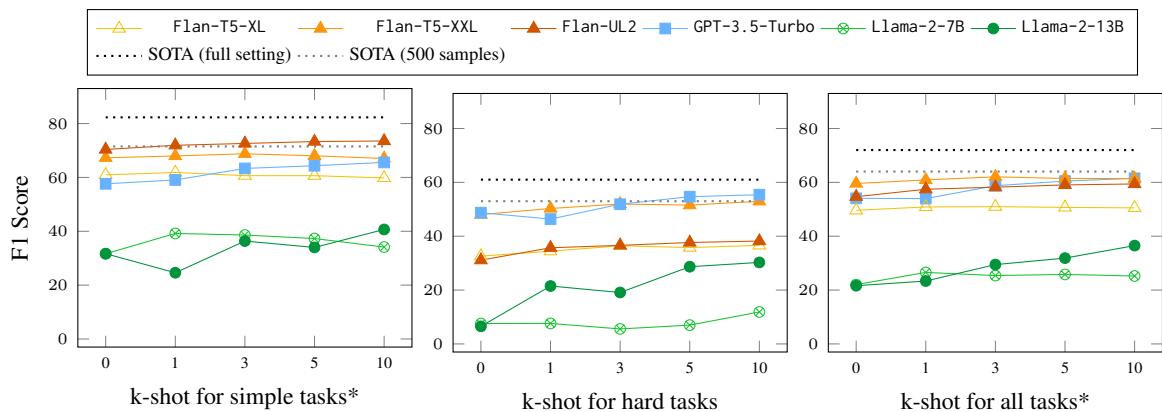 Flan-T5-XL Flan-T5-XXL Flan-UL2 GPT-3.5-Turbo Llama-2-7B Llama-2-13B
SOTA (full setting) SOTA (500 samples)
F1 Score
80
60
40
20
0
0 1 3 5 10
k-shot for simple tasks*
80
60
40
20
0
0 1 3 5 10
k-shot for hard tasks
80
60
40
20
0
0 1 3 5 10
k-shot for all tasks*